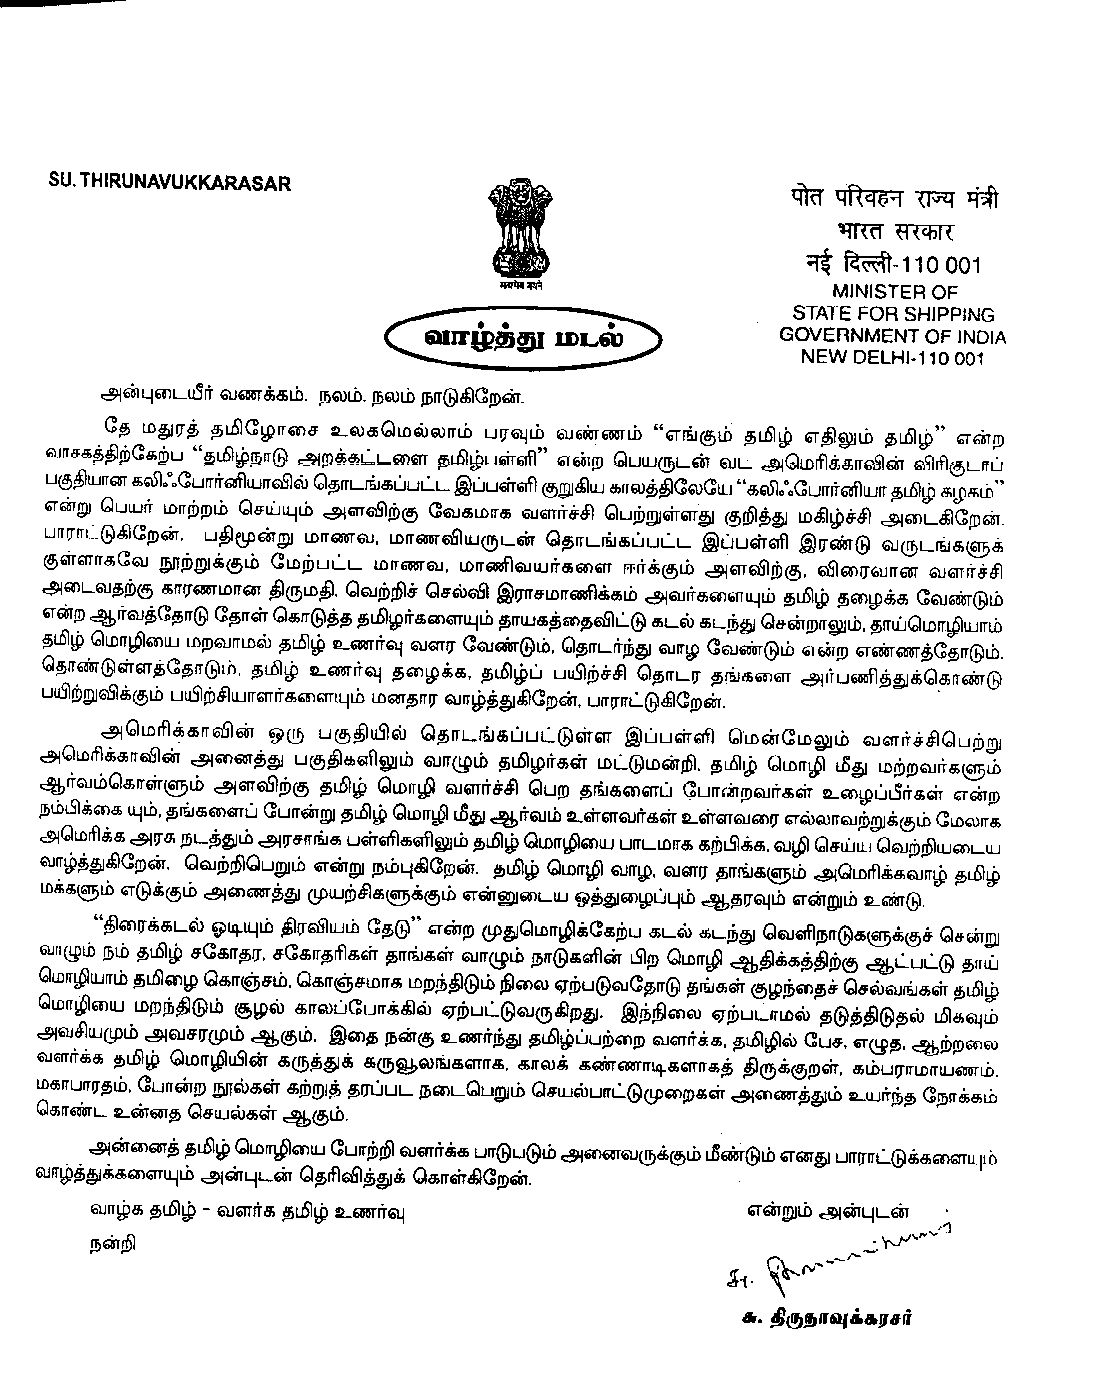 SU. THIRUNAVUKKARASAR
पोत परिवहन राज्य मंत्री
भारत सरकार
नई दिल्ली-110 001
MINISTER OF
STATE FOR SHIPPING
GOVERNMENT OF INDIA
NEW DELHI-110 001
सत्यमेव जयते
வாழ்த்து மடல்
அன்புடையீர் வணக்கம். நலம். நலம் நாடுகிறேன்.
தே மதுரத் தமிழோசை உலகமெல்லாம் பரவும் வண்ணம் “எங்கும் தமிழ் எதிலும் தமிழ்” என்ற
வாசகத்திற்கேற்ப “தமிழ்நாடு அறக்கட்டளை தமிழ்பள்ளி” என்ற பெயருடன் வட அமெரிக்காவின் விரிகுடாப்
பகுதியான கலிஃபோர்னியாவில் தொடங்கப்பட்ட இப்பள்ளி குறுகிய காலத்திலேயே “கலிஃபோர்னியா தமிழ் கழகம்”
என்று பெயர் மாற்றம் செய்யும் அளவிற்கு வேகமாக வளர்ச்சி பெற்றுள்ளது குறித்து மகிழ்ச்சி அடைகிறேன்.
பாராட்டுகிறேன். பதிமூன்று மாணவ, மாணவியருடன் தொடங்கப்பட்ட இப்பள்ளி இரண்டு வருடங்களுக்
குள்ளாகவே நூற்றுக்கும் மேற்பட்ட மாணவ, மாணிவயர்களை ஈர்க்கும் அளவிற்கு, விரைவான வளர்ச்சி
அடைவதற்கு காரணமான திருமதி. வெற்றிச் செல்வி இராசமாணிக்கம் அவர்களையும் தமிழ் தழைக்க வேண்டும்
என்ற ஆர்வத்தோடு தோள் கொடுத்த தமிழர்களையும் தாயகத்தைவிட்டு கடல் கடந்து சென்றாலும், தாய்மொழியாம்
தமிழ் மொழியை மறவாமல் தமிழ் உணர்வு வளர வேண்டும், தொடர்ந்து வாழ வேண்டும் என்ற எண்ணத்தோடும்.
தொண்டுள்ளத்தோடும், தமிழ் உணர்வு தழைக்க, தமிழ்ப் பயிற்ச்சி தொடர தங்களை அர்பணித்துக்கொண்டு
பயிற்றுவிக்கும் பயிற்சியாளர்களையும் மனதார வாழ்த்துகிறேன், பாராட்டுகிறேன்.
அமெரிக்காவின் ஒரு பகுதியில் தொடங்கப்பட்டுள்ள இப்பள்ளி மென்மேலும் வளர்ச்சிபெற்று
அமெரிக்காவின் அனைத்து பகுதிகளிலும் வாழும் தமிழர்கள் மட்டுமன்றி, தமிழ் மொழி மீது மற்றவர்களும்
ஆர்வம்கொள்ளும் அளவிற்கு தமிழ் மொழி வளர்ச்சி பெற தங்களைப் போன்றவர்கள் உழைப்பீர்கள் என்ற
நம்பிக்கை யும், தங்களைப் போன்று தமிழ் மொழி மீது ஆர்வம் உள்ளவர்கள் உள்ளவரை எல்லாவற்றுக்கும் மேலாக
அமெரிக்க அரசு நடத்தும் அரசாங்க பள்ளிகளிலும் தமிழ் மொழியை பாடமாக கற்பிக்க, வழி செய்ய வெற்றியடைய
வாழ்த்துகிறேன். வெற்றிபெறும் என்று நம்புகிறேன். தமிழ் மொழி வாழ, வளர தாங்களும் அமெரிக்கவாழ் தமிழ்
மக்களும் எடுக்கும் அணைத்து முயற்சிகளுக்கும் என்னுடைய ஒத்துழைப்பும் ஆதரவும் என்றும் உண்டு.
“திரைக்கடல் ஓடியும் திரவியம் தேடு” என்ற முதுமொழிக்கேற்ப கடல் கடந்து வெளிநாடுகளுக்குச் சென்று
வாழும் நம் தமிழ் சகோதர, சகோதரிகள் தாங்கள் வாழும் நாடுகளின் பிற மொழி ஆதிக்கத்திற்கு ஆட்பட்டு தாய்
மொழியாம் தமிழை கொஞ்சம், கொஞ்சமாக மறந்திடும் நிலை ஏற்படுவதோடு தங்கள் குழந்தைச் செல்வங்கள் தமிழ்
மொழியை மறந்திடும் சூழல் காலப்போக்கில் ஏற்பட்டுவருகிறது. இந்நிலை ஏற்படாமல் தடுத்திடுதல் மிகவும்
அவசியமும் அவசரமும் ஆகும். இதை நன்கு உணர்ந்து தமிழ்ப்பற்றை வளர்க்க, தமிழில் பேச, எழுத, ஆற்றலை
வளர்க்க தமிழ் மொழியின் கருத்துக் கருவூலங்களாக, காலக் கண்ணாடிகளாகத் திருக்குறள், கம்பராமாயணம்.
மகாபாரதம், போன்ற நூல்கள் கற்றுத் தரப்பட நடைபெறும் செயல்பாட்டுமுறைகள் அணைத்தும் உயர்ந்த நோக்கம்
கொண்ட உன்னத செயல்கள் ஆகும்.
அன்னைத் தமிழ் மொழியை போற்றி வளர்க்க பாடுபடும் அனைவருக்கும் மீண்டும் எனது பாராட்டுக்களையும்
வாழ்த்துக்களையும் அன்புடன் தெரிவித்துக் கொள்கிறேன்.
வாழ்க தமிழ் – வளர்க தமிழ் உணர்வு
நன்றி
என்றும் அன்புடன்
சு. திருநாவுக்கரசர்